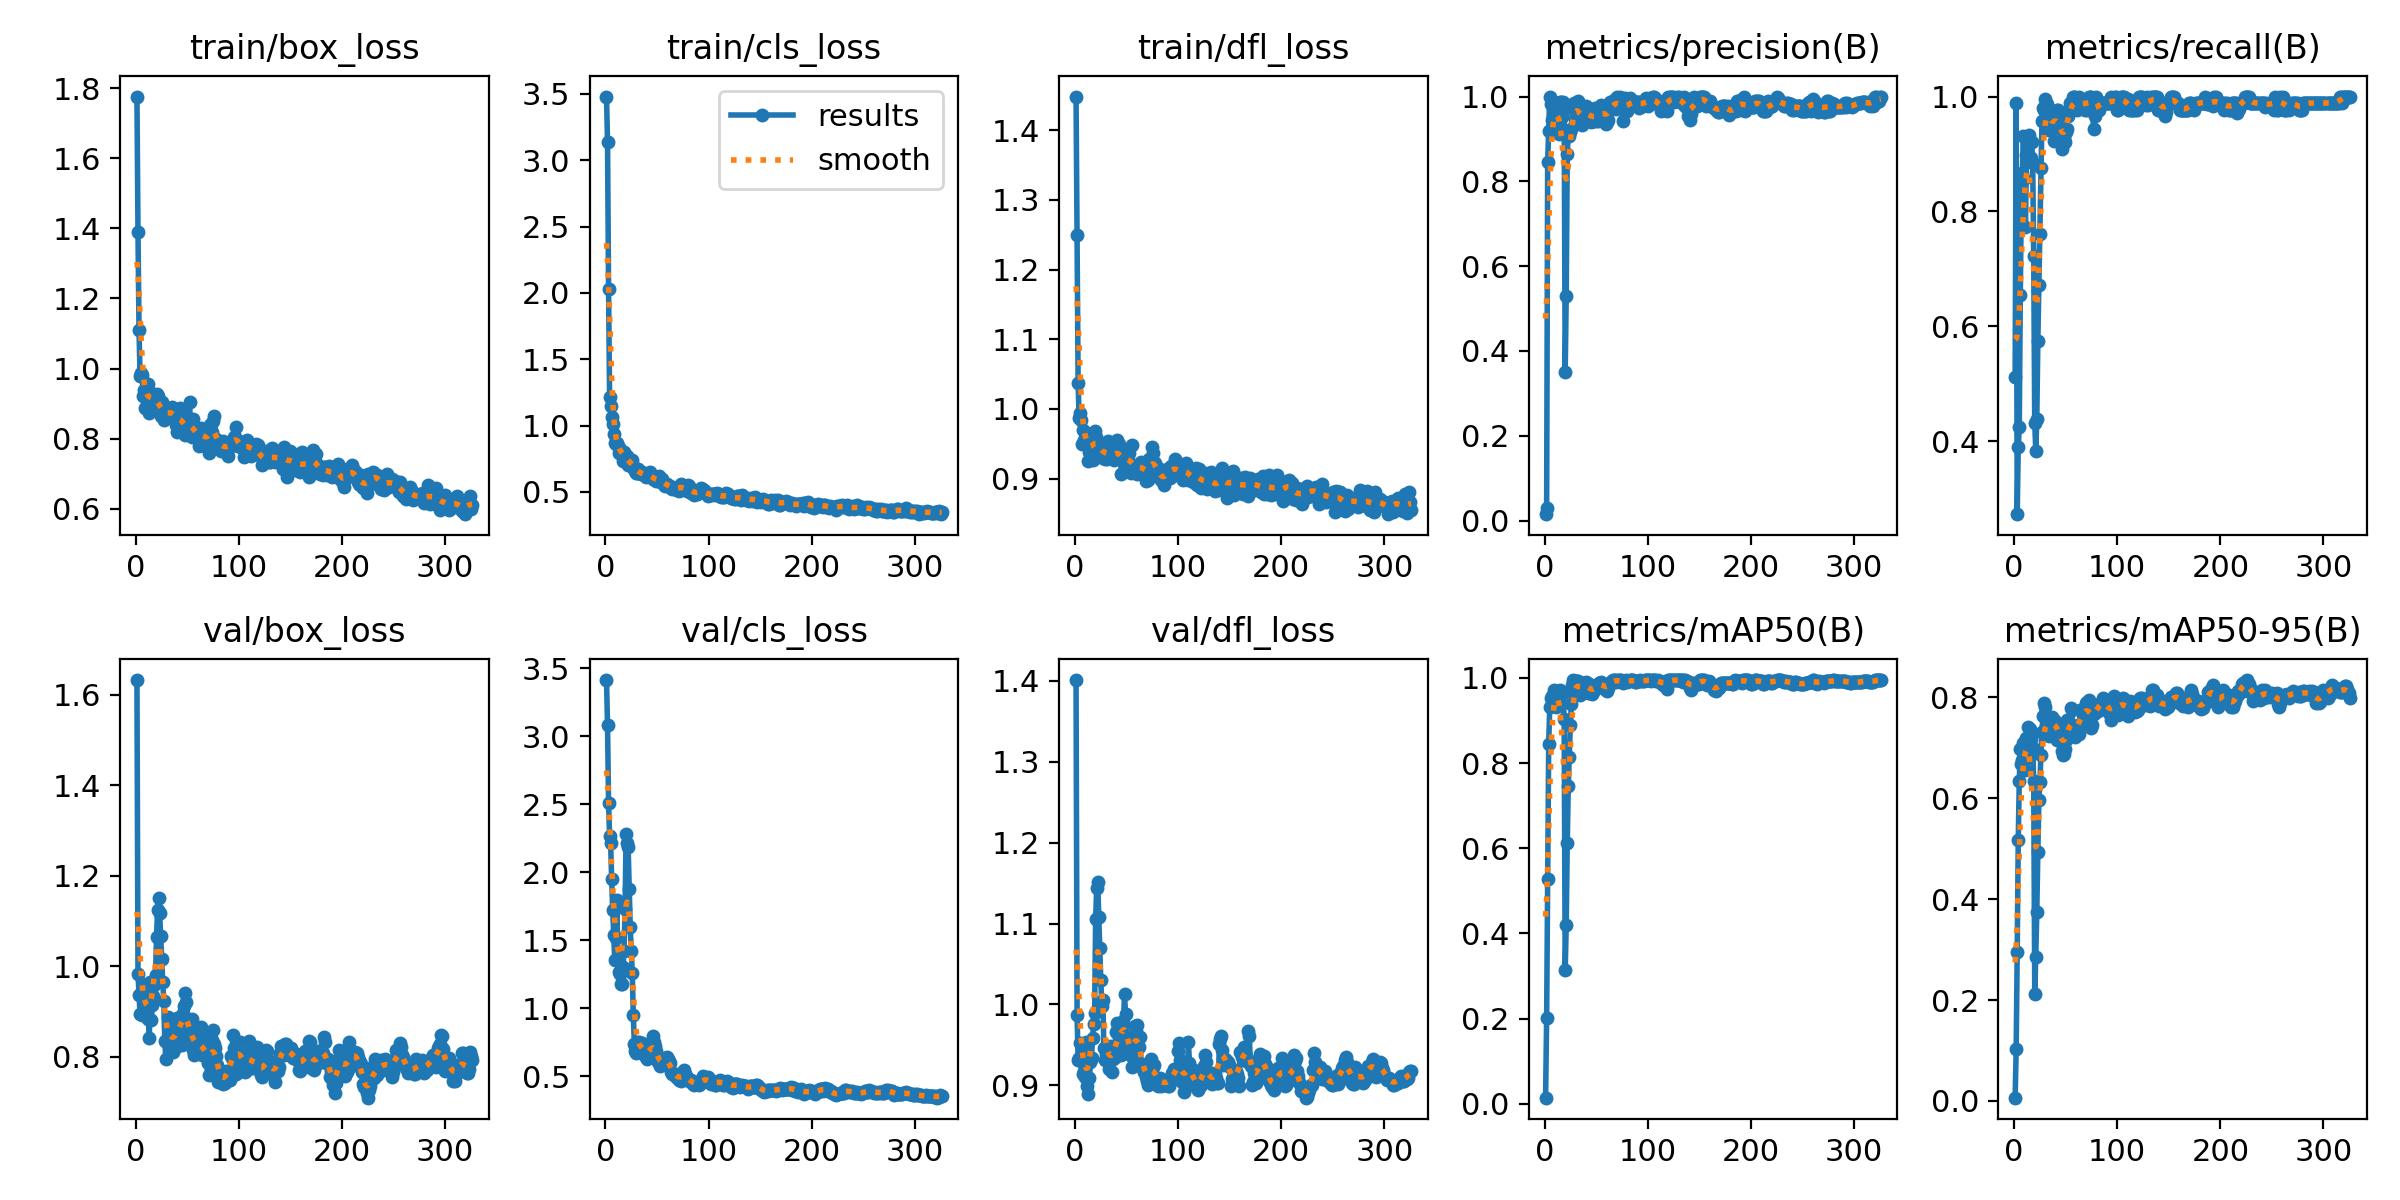 train/box_loss
1.8
1.6
1.4
1.2
1.0
0.8
0.6
0 100 200 300
train/cls_loss
results
smooth
3.5
3.0
2.5
2.0
1.5
1.0
0.5
0 100 200 300
train/dfl_loss
1.4
1.3
1.2
1.1
1.0
0.9
0 100 200 300
metrics/precision(B)
1.0
0.8
0.6
0.4
0.2
0.0
0 100 200 300
metrics/recall(B)
1.0
0.8
0.6
0.4
0 100 200 300
val/box_loss
1.6
1.4
1.2
1.0
0.8
0 100 200 300
val/cls_loss
3.5
3.0
2.5
2.0
1.5
1.0
0.5
0 100 200 300
val/dfl_loss
1.4
1.3
1.2
1.1
1.0
0.9
0 100 200 300
metrics/mAP50(B)
1.0
0.8
0.6
0.4
0.2
0.0
0 100 200 300
metrics/mAP50-95(B)
0.8
0.6
0.4
0.2
0.0
0 100 200 300